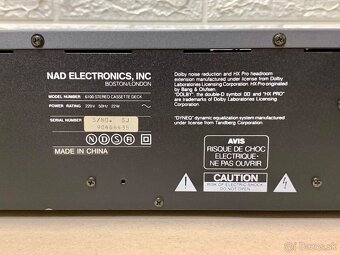 NAD ELECTRONICS, INC
BOSTON/LONDON
MODEL NUMBER 6100 STEREO CASSETTE DECK
POWER RATING 220V 50HZ 22W
SERIAL NUMBER
90606635
N D S R
MADE IN CHINA
Dolby noise reduction and HX Pro headroom
extension manufactured under license from Dolby
Laboratories Licensing Corporation. HX Pro originated
by Bang & Olufsen.
"DOLBY", the double-D symbol and "HX PRO"
are trademarks of Dolby Laboratories Licensing
Corporation.
"DYNEQ" dynamic equalization system manufactured
under license from Tandberg Corporation.
AVIS
RISQUE DE CHOC
ELECTRIQUE-
NE PAS OUVRIR
CAUTION
RISK OF ELECTRIC SHOCK
DO NOT OPEN
bazos.sk